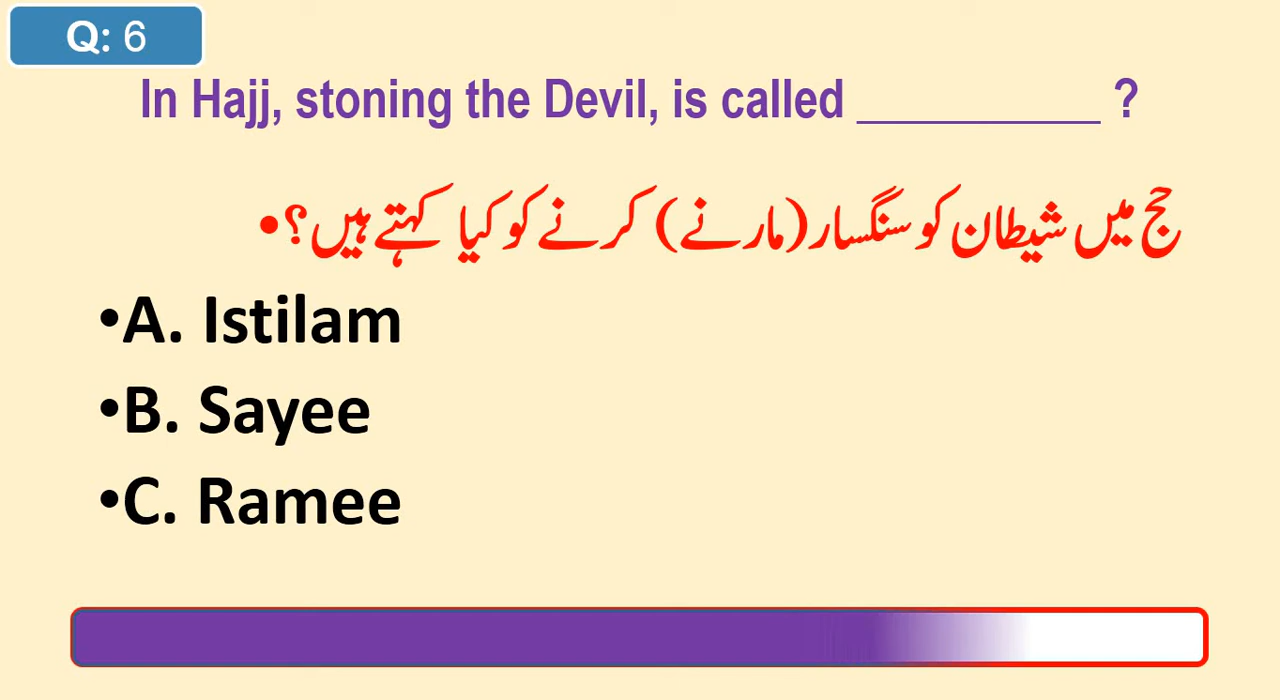 Q: 6
In Hajj, stoning the Devil, is called __________ ?
•حج میں شیطان کو سنگسار (مارنے) کرنے کو کیا کہتے ہیں؟
•A. Istilam
•B. Sayee
•C. Ramee